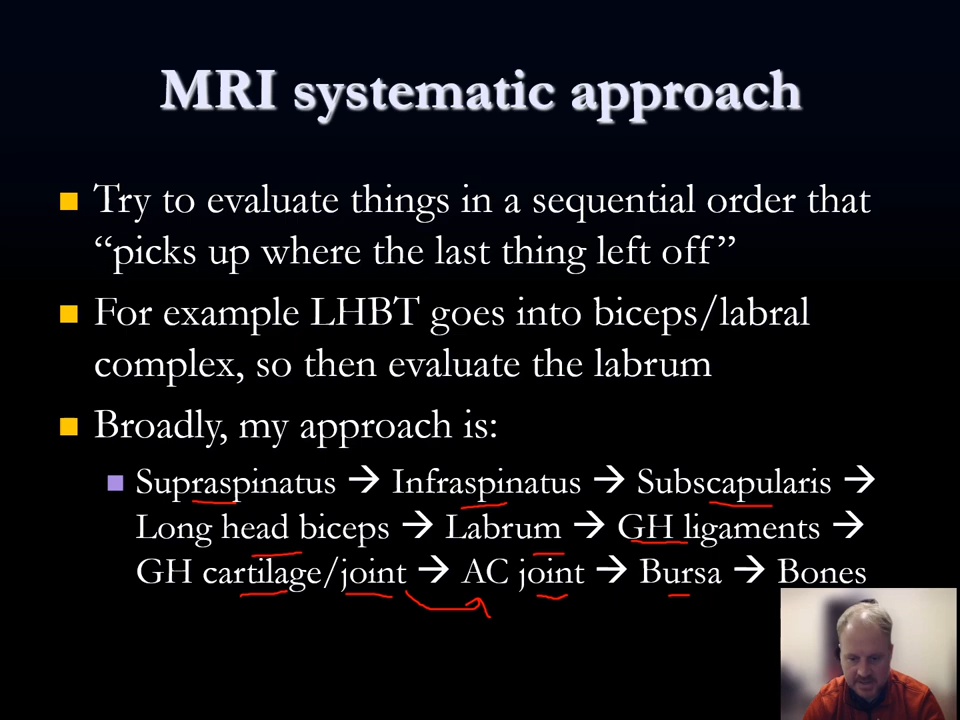 MRI systematic approach
Try to evaluate things in a sequential order that
“picks up where the last thing left off”
For example LHBT goes into biceps/labral
complex, so then evaluate the labrum
Broadly, my approach is:
Supraspinatus → Infraspinatus → Subscapularis →
Long head biceps → Labrum → GH ligaments →
GH cartilage/joint → AC joint → Bursa → Bones